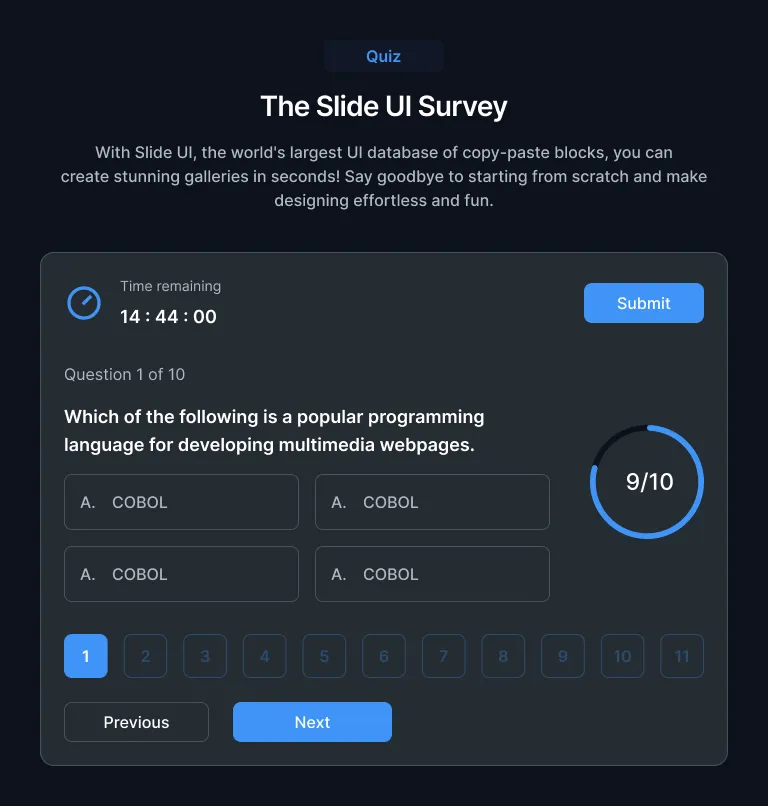 Quiz
The Slide UI Survey
With Slide UI, the world's largest UI database of copy-paste blocks, you can
create stunning galleries in seconds! Say goodbye to starting from scratch and make
designing effortless and fun.
Time remaining
14 : 44 : 00
Submit
Question 1 of 10
Which of the following is a popular programming
language for developing multimedia webpages.
9/10
A. COBOL
A. COBOL
A. COBOL
A. COBOL
1 2 3 4 5 6 7 8 9 10 11
Previous
Next